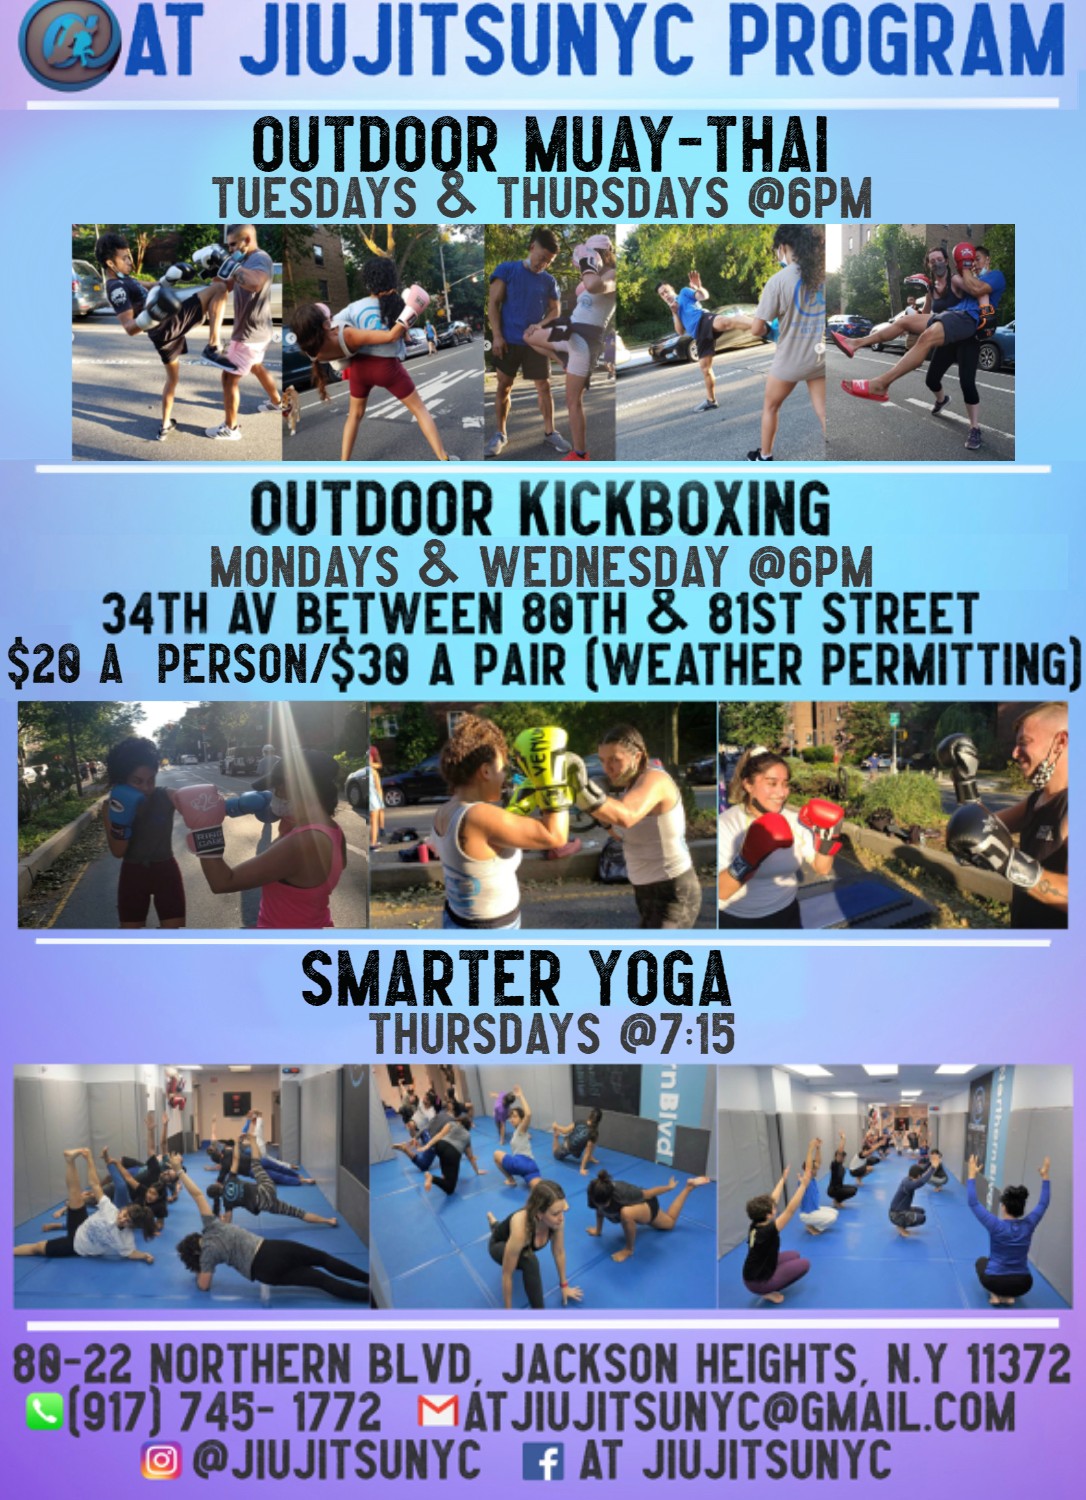 AT JIUJITSUNYC PROGRAM
OUTDOOR MUAY-THAI
TUESDAYS & THURSDAYS @6PM
OUTDOOR KICKBOXING
MONDAYS & WEDNESDAY @6PM
34TH AV BETWEEN 80TH & 81ST STREET
$20 A PERSON/$30 A PAIR (WEATHER PERMITTING)
VENU
SMARTER YOGA
THURSDAYS @7:15
rnBlvd
80-22 NORTHERN BLVD, JACKSON HEIGHTS, N.Y 11372
(917) 745- 1772 ATJIUJITSUNYC@GMAIL.COM
@JIUJITSUNYC AT JIUJITSUNYC